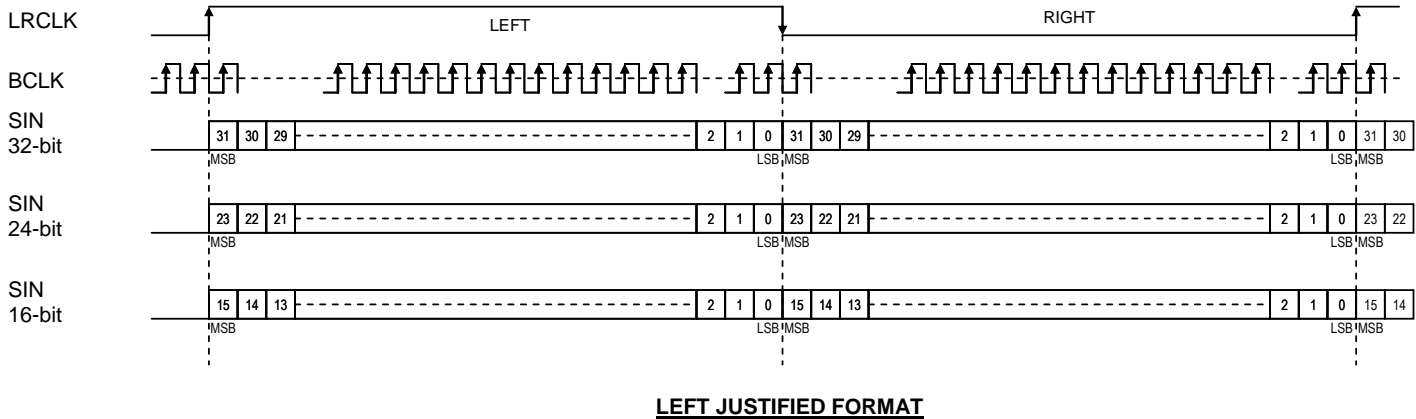 LRCLK
LEFT
RIGHT
BCLK
SIN
32-bit
31 30 29 2 1 0 31 30 29 2 1 0 31 30
MSB LSB MSB LSB MSB
SIN
24-bit
23 22 21 2 1 0 23 22 21 2 1 0 23 22
MSB LSB MSB LSB MSB
SIN
16-bit
15 14 13 2 1 0 15 14 13 2 1 0 15 14
MSB LSB MSB LSB MSB
LEFT JUSTIFIED FORMAT